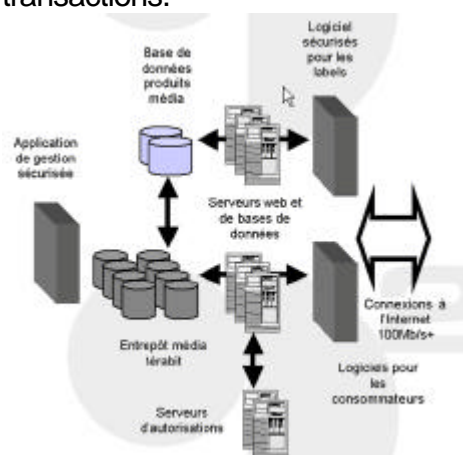 transactions.
Base de
données
produits
média
Logiciel
sécurisés
pour les
labels
Application
de gestion
sécurisée
Serveurs web et
de bases de
données
Entrepôt média
térabit
Connexions à
l'Internet
100Mb/s+
Logiciels pour
les
consommateurs
Serveurs
d'autorisations